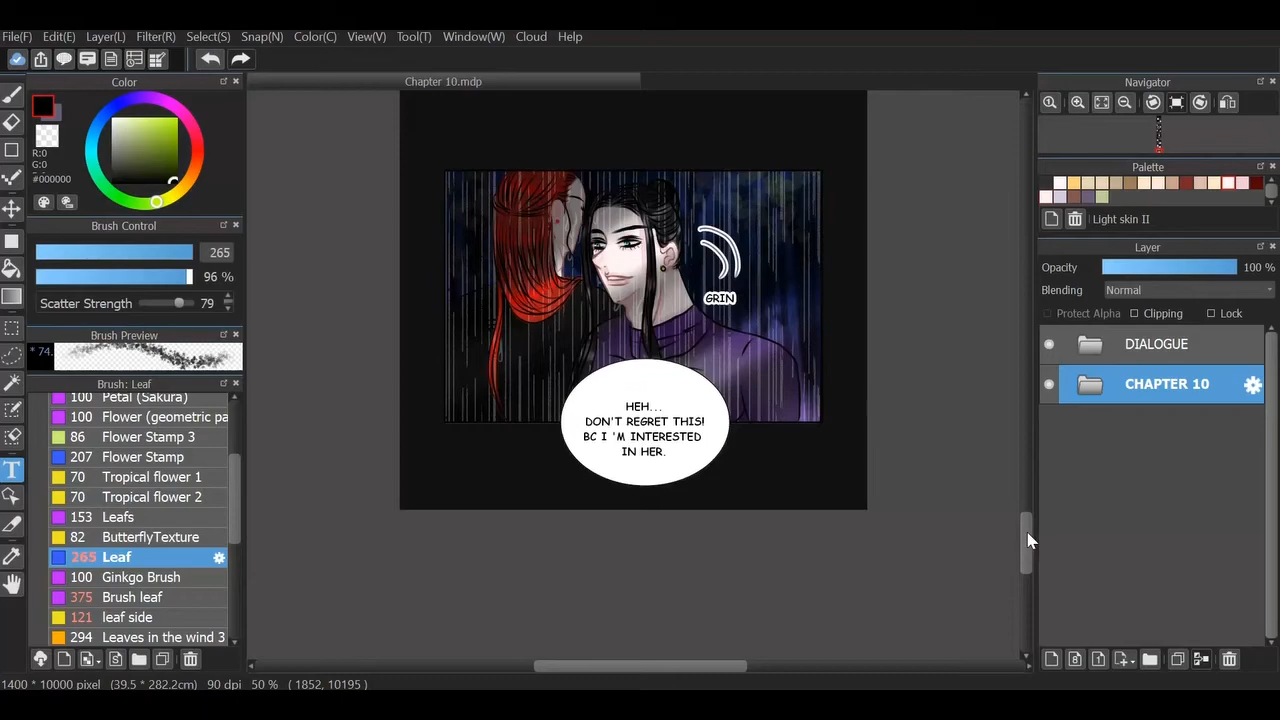 File(F) Edit(E) Layer(L) Filter(R) Select(S) Snap(N) Color(C) View(V) Tool(T) Window(W) Cloud Help
Color
Chapter 10.mdp
Navigator
R:0
G:0
#000000
Palette
Light skin II
Brush Control
265
96 %
Scatter Strength 79
Layer
Opacity 100 %
Blending Normal
Protect Alpha Clipping Lock
Brush Preview
* 74.
DIALOGUE
CHAPTER 10
Brush: Leaf
100 Petal (Sakura)
100 Flower (geometric pa
86 Flower Stamp 3
207 Flower Stamp
70 Tropical flower 1
70 Tropical flower 2
153 Leafs
82 ButterflyTexture
265 Leaf
100 Ginkgo Brush
375 Brush leaf
121 leaf side
294 Leaves in the wind 3
GRIN
HEH...
DON'T REGRET THIS!
BC I 'M INTERESTED
IN HER.
1400 * 10000 pixel (39.5 * 282.2cm) 90 dpi 50 % ( 1852, 10195 )